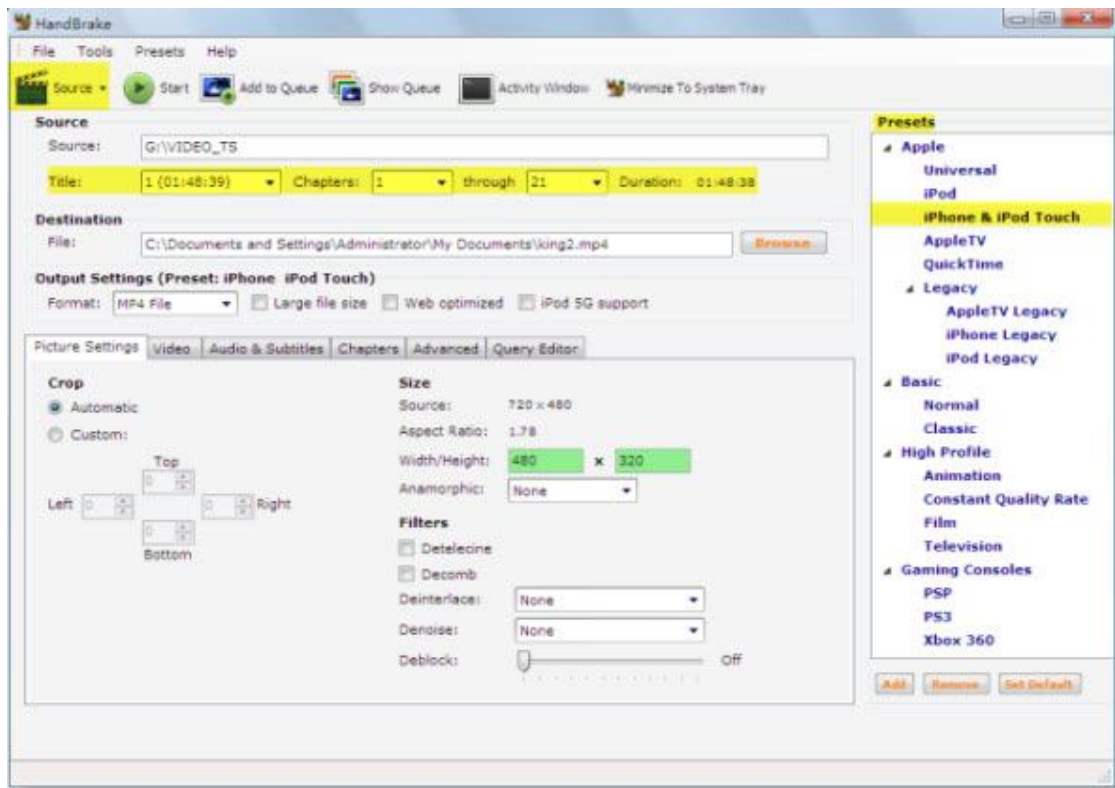 HandBrake
File Tools Presets Help
Source Start Add to Queue Show Queue Activity Window Minimize To System Tray
Source
Source: G:\VIDEO_TS
Title: 1 (01:48:39) Chapters: 1 through 21 Duration: 01:48:38
Destination
File: C:\Documents and Settings\Administrator\My Documents\king2.mp4 Browse
Output Settings (Preset: iPhone iPod Touch)
Format: MP4 File Large file size Web optimized iPod 5G support
Picture Settings Video Audio & Subtitles Chapters Advanced Query Editor
Crop
Automatic
Custom:
Top
0
Left 0 0 Right
0
Bottom
Size
Source: 720 x 480
Aspect Ratio: 1.78
Width/Height: 480 x 320
Anamorphic: None
Filters
Detelecine
Decomb
Deinterlace: None
Denoise: None
Deblock: Off
Presets
Apple
Universal
iPod
iPhone & iPod Touch
AppleTV
QuickTime
Legacy
AppleTV Legacy
iPhone Legacy
iPod Legacy
Basic
Normal
Classic
High Profile
Animation
Constant Quality Rate
Film
Television
Gaming Consoles
PSP
PS3
Xbox 360
Add Remove Set Default